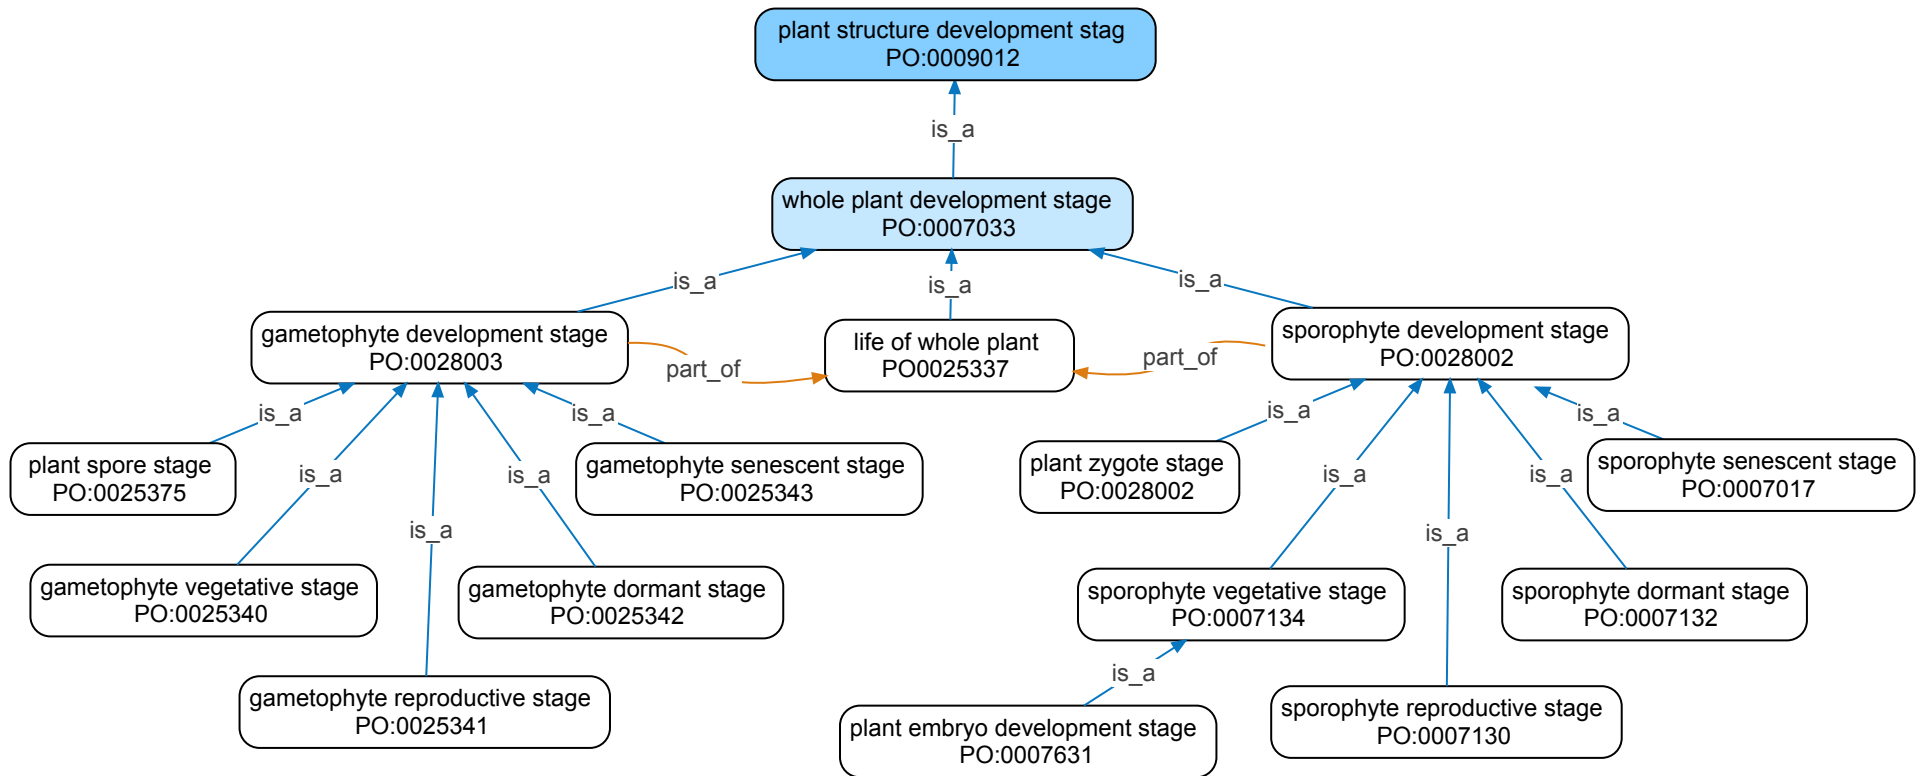 plant structure development stag
PO:0009012
is_a
whole plant development stage
PO:0007033
is_a
is_a
is_a
gametophyte development stage
PO:0028003
part_of
life of whole plant
PO0025337
part_of
sporophyte development stage
PO:0028002
is_a
is_a
is_a
is_a
is_a
is_a
is_a
is_a
is_a
is_a
plant spore stage
PO:0025375
gametophyte senescent stage
PO:0025343
plant zygote stage
PO:0028002
sporophyte senescent stage
PO:0007017
gametophyte vegetative stage
PO:0025340
gametophyte dormant stage
PO:0025342
sporophyte vegetative stage
PO:0007134
sporophyte dormant stage
PO:0007132
is_a
gametophyte reproductive stage
PO:0025341
plant embryo development stage
PO:0007631
sporophyte reproductive stage
PO:0007130